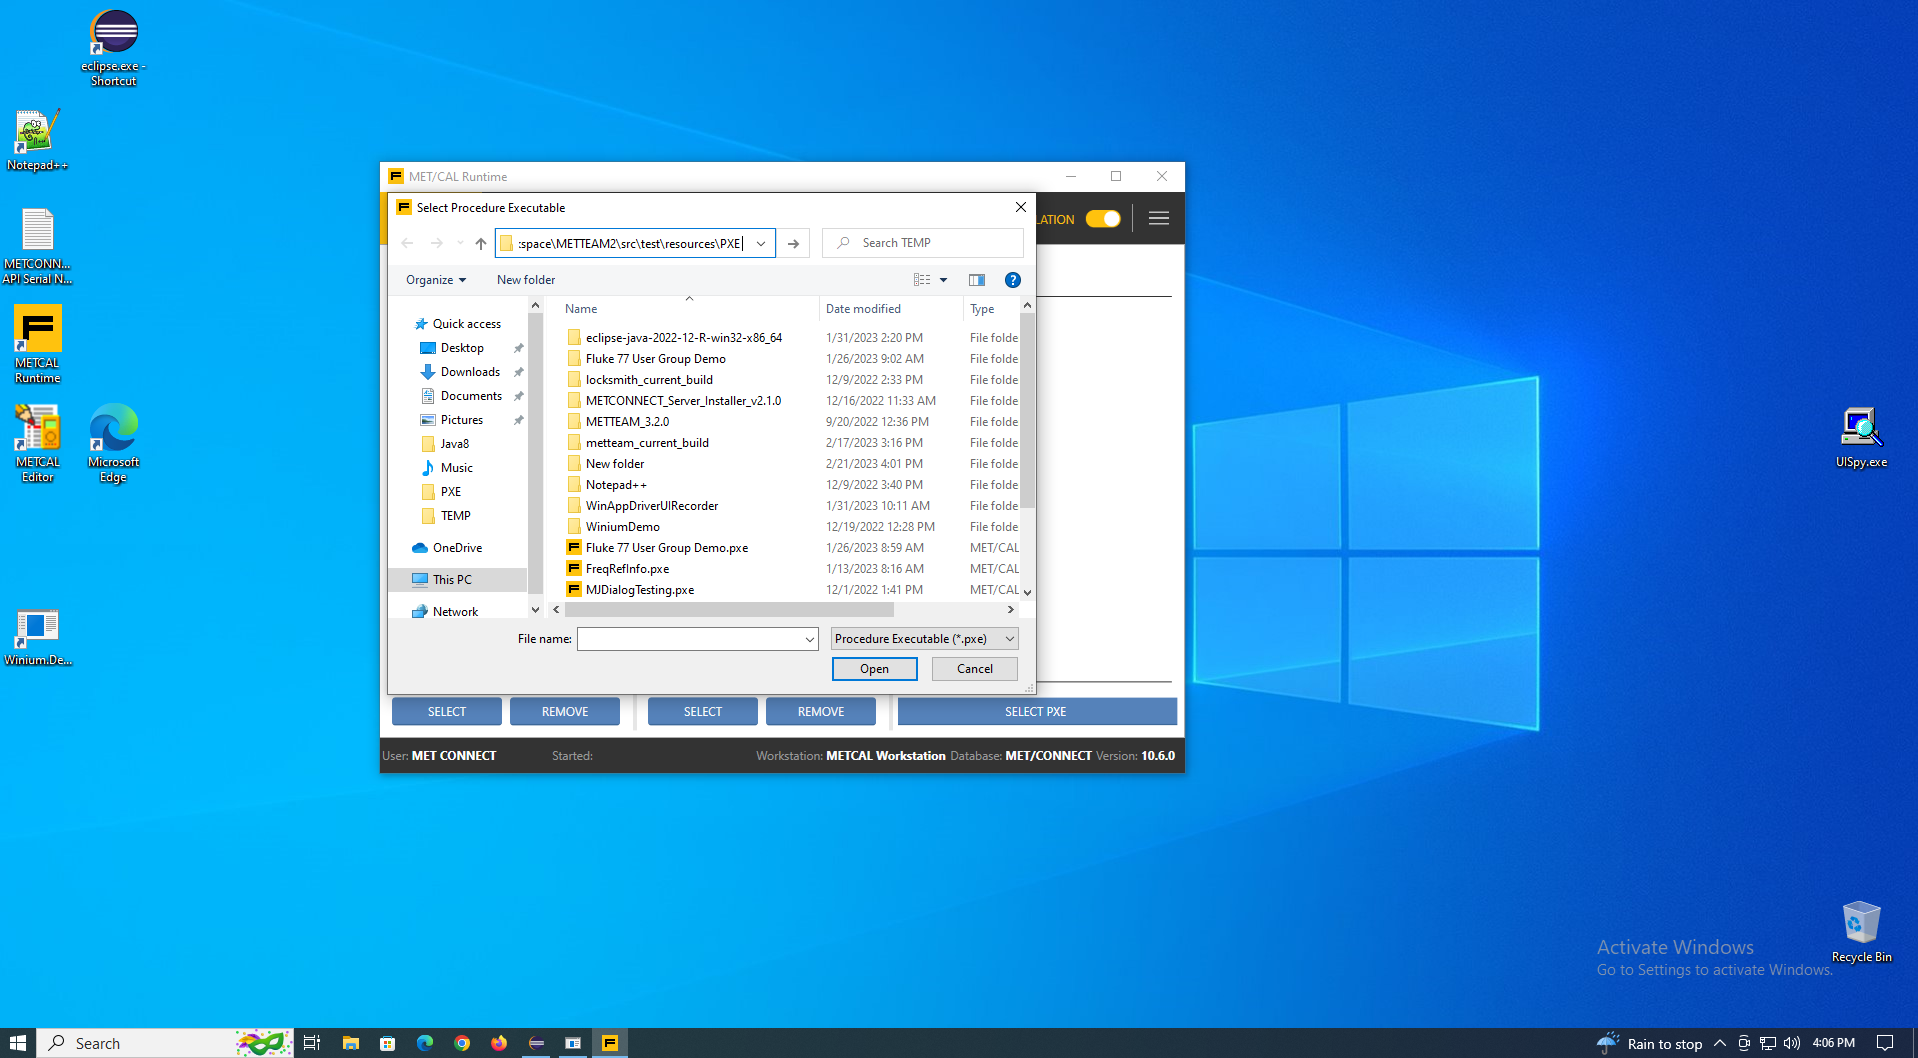 eclipse.exe -
Shortcut
Notepad++
METCONN...
API Serial N...
METCAL
Runtime
METCAL
Editor
Microsoft
Edge
Winium.De...
UISpy.exe
Recycle Bin
MET/CAL Runtime
LATION
Select Procedure Executable
:space\METTEAM2\src\test\resources\PXE
Search TEMP
Organize
New folder
Quick access
Desktop
Downloads
Documents
Pictures
Java8
Music
PXE
TEMP
OneDrive
This PC
Network
Name Date modified Type
eclipse-java-2022-12-R-win32-x86_64 1/31/2023 2:20 PM File folde
Fluke 77 User Group Demo 1/26/2023 9:02 AM File folde
locksmith_current_build 12/9/2022 2:33 PM File folde
METCONNECT_Server_Installer_v2.1.0 12/16/2022 11:33 AM File folde
METTEAM_3.2.0 9/20/2022 12:36 PM File folde
metteam_current_build 2/17/2023 3:16 PM File folde
New folder 2/21/2023 4:01 PM File folde
Notepad++ 12/9/2022 3:40 PM File folde
WinAppDriverUIRecorder 1/31/2023 10:11 AM File folde
WiniumDemo 12/19/2022 12:28 PM File folde
Fluke 77 User Group Demo.pxe 1/26/2023 8:59 AM MET/CAL
FreqRefInfo.pxe 1/13/2023 8:16 AM MET/CAL
MJDialogTesting.pxe 12/1/2022 1:41 PM MET/CAL
File name:
Procedure Executable (*.pxe)
Open
Cancel
SELECT REMOVE SELECT REMOVE SELECT PXE
User: MET CONNECT Started: Workstation: METCAL Workstation Database: MET/CONNECT Version: 10.6.0
Activate Windows
Go to Settings to activate Windows.
Search
Rain to stop
4:06 PM